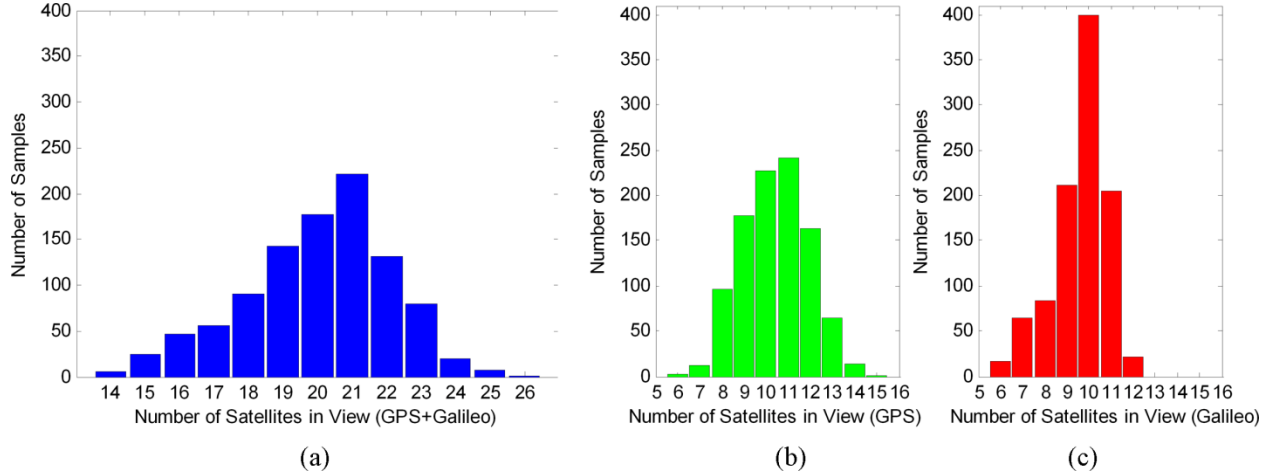 400
350
300
250
200
150
100
50
0
Number of Samples
14 15 16 17 18 19 20 21 22 23 24 25 26
Number of Satellites in View (GPS+Galileo)
(a)
400
350
300
250
200
150
100
50
0
Number of Samples
5 6 7 8 9 10 11 12 13 14 15 16
Number of Satellites in View (GPS)
(b)
400
350
300
250
200
150
100
50
0
Number of Samples
5 6 7 8 9 10 11 12 13 14 15 16
Number of Satellites in View (Galileo)
(c)